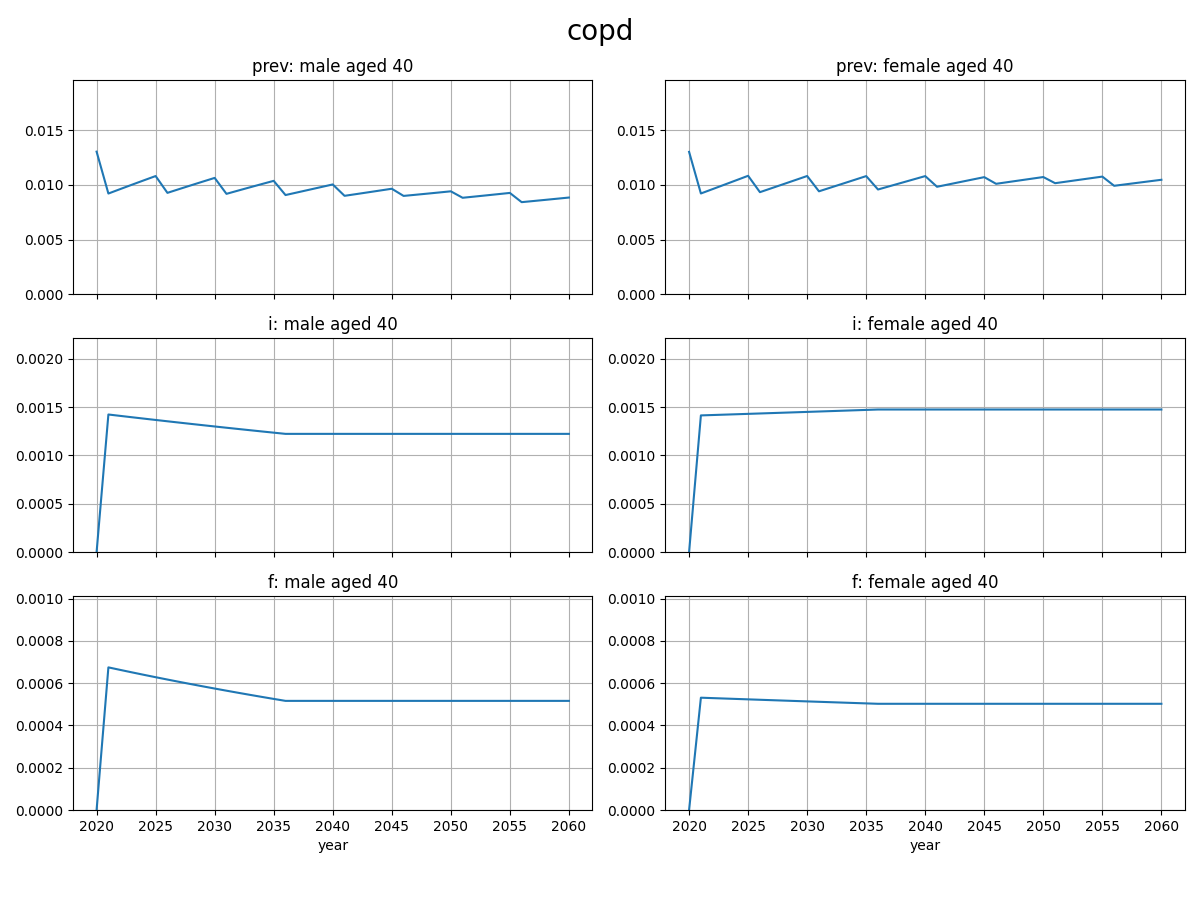 copd
prev: male aged 40
prev: female aged 40
0.015
0.010
0.005
0.000
0.015
0.010
0.005
0.000
i: male aged 40
i: female aged 40
0.0020
0.0015
0.0010
0.0005
0.0000
0.0020
0.0015
0.0010
0.0005
0.0000
f: male aged 40
f: female aged 40
0.0010
0.0008
0.0006
0.0004
0.0002
0.0000
0.0010
0.0008
0.0006
0.0004
0.0002
0.0000
2020 2025 2030 2035 2040 2045 2050 2055 2060
2020 2025 2030 2035 2040 2045 2050 2055 2060
year
year